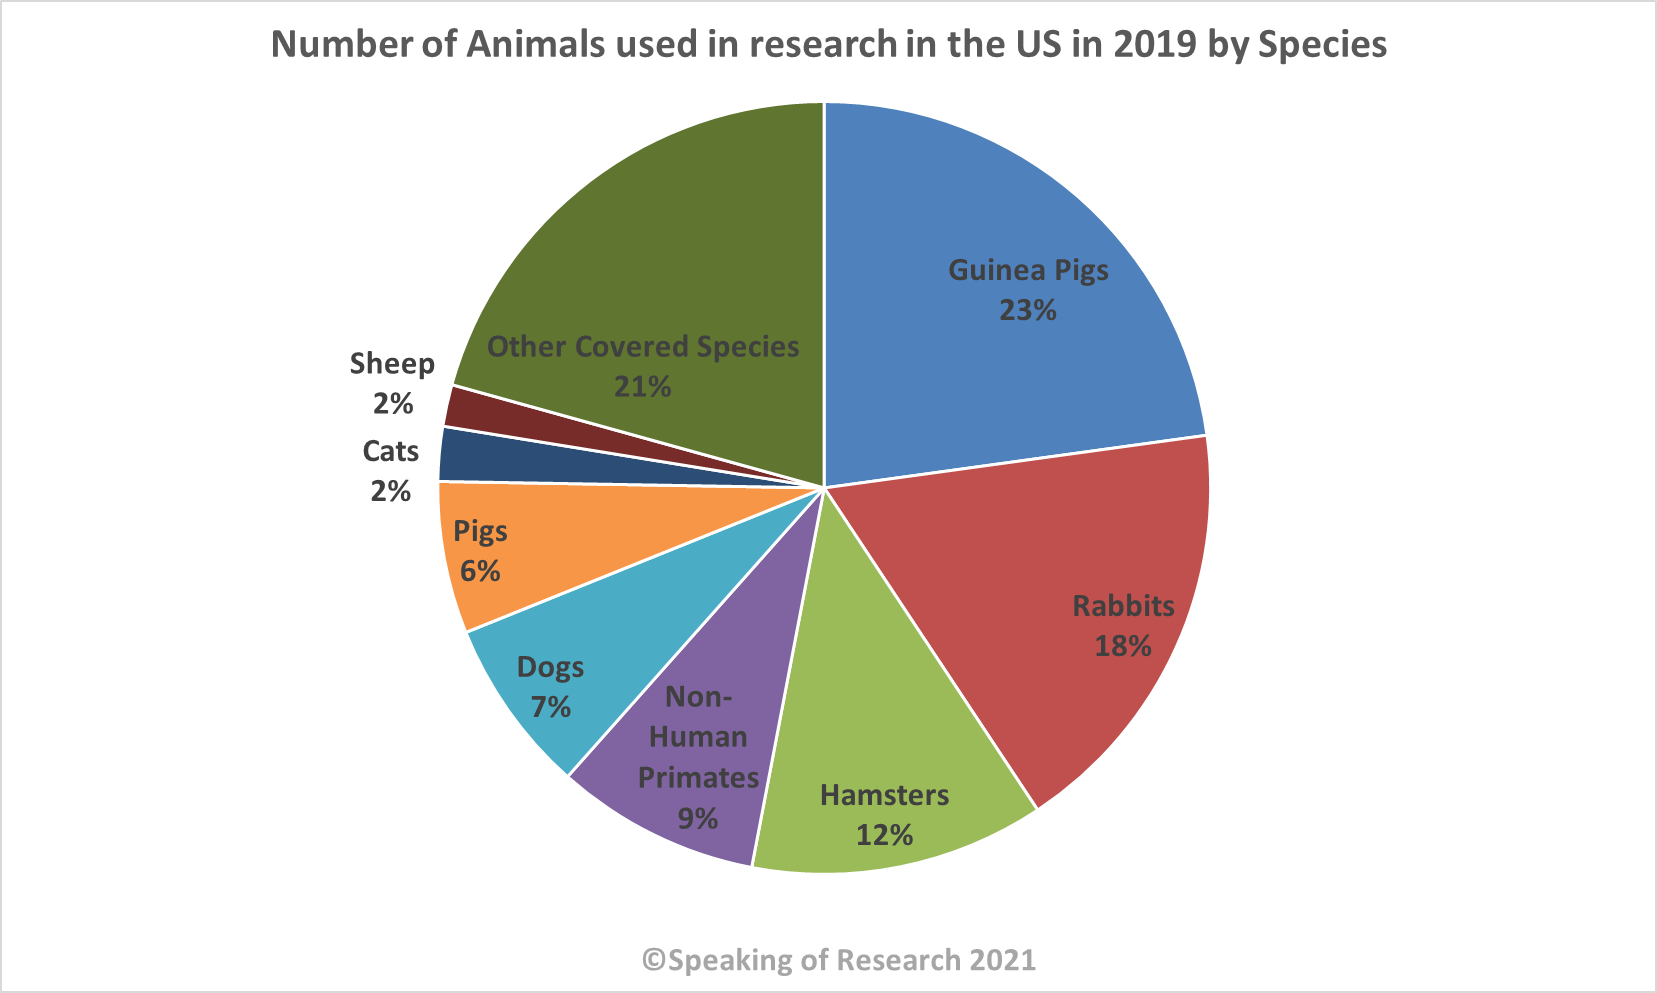 Number of Animals used in research in the US in 2019 by Species
Guinea Pigs
23%
Rabbits
18%
Hamsters
12%
Non-
Human
Primates
9%
Dogs
7%
Pigs
6%
Cats
2%
Sheep
2%
Other Covered Species
21%
©Speaking of Research 2021